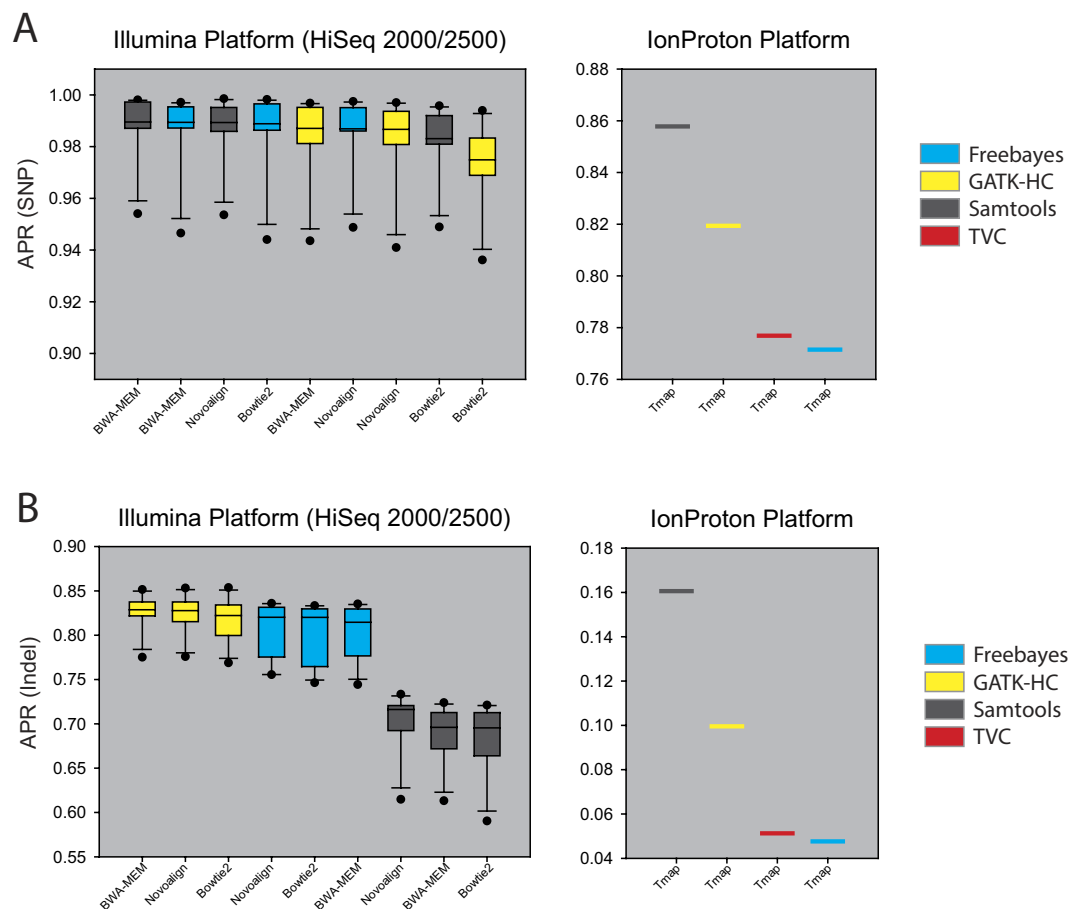 A
Illumina Platform (HiSeq 2000/2500)
IonProton Platform
APR (SNP)
1.00
0.98
0.96
0.94
0.92
0.90
BWA-MEM
BWA-MEM
Novoalign
Bowtie2
BWA-MEM
Novoalign
Novoalign
Bowtie2
Bowtie2
0.88
0.86
0.84
0.82
0.80
0.78
0.76
Tmap
Tmap
Tmap
Tmap
Freebayes
GATK-HC
Samtools
TVC
B
Illumina Platform (HiSeq 2000/2500)
IonProton Platform
APR (Indel)
0.90
0.85
0.80
0.75
0.70
0.65
0.60
0.55
BWA-MEM
Novoalign
Bowtie2
Novoalign
Bowtie2
BWA-MEM
Novoalign
BWA-MEM
Bowtie2
0.18
0.16
0.14
0.12
0.10
0.08
0.06
0.04
Tmap
Tmap
Tmap
Tmap
Freebayes
GATK-HC
Samtools
TVC